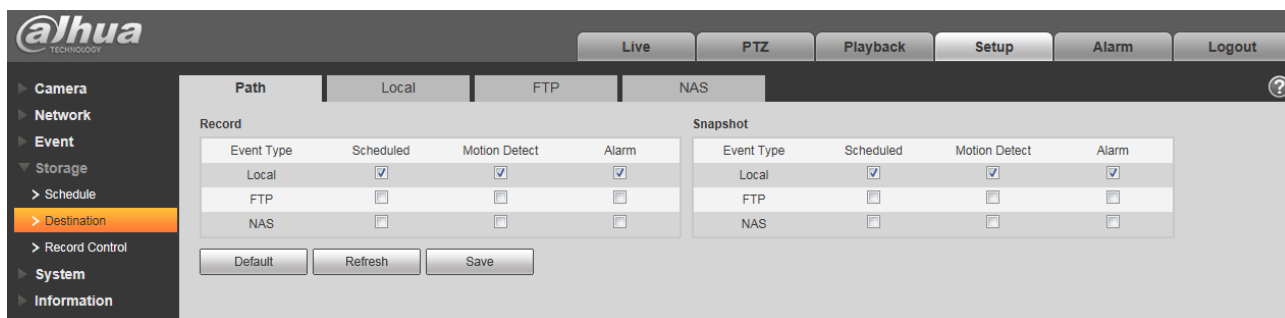 alhua
TECHNOLOGY
Live PTZ Playback Setup Alarm Logout
Camera
Network
Event
Storage
> Schedule
> Destination
> Record Control
System
Information
Path Local FTP NAS ?
Record
Event Type Scheduled Motion Detect Alarm
Local
FTP
NAS
Snapshot
Event Type Scheduled Motion Detect Alarm
Local
FTP
NAS
Default Refresh Save